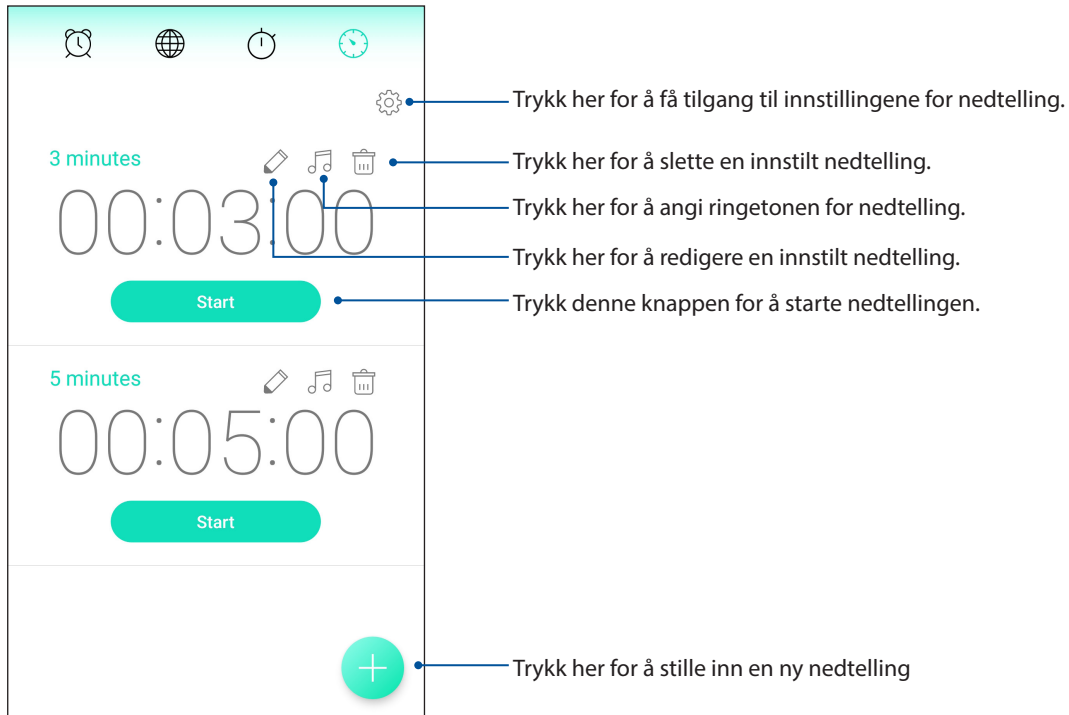 Trykk her for å få tilgang til innstillingene for nedtelling.
3 minutes
Trykk her for å slette en innstilt nedtelling.
00:03:00
Trykk her for å angi ringetonen for nedtelling.
Trykk her for å redigere en innstilt nedtelling.
Start
Trykk denne knappen for å starte nedtellingen.
5 minutes
00:05:00
Start
Trykk her for å stille inn en ny nedtelling